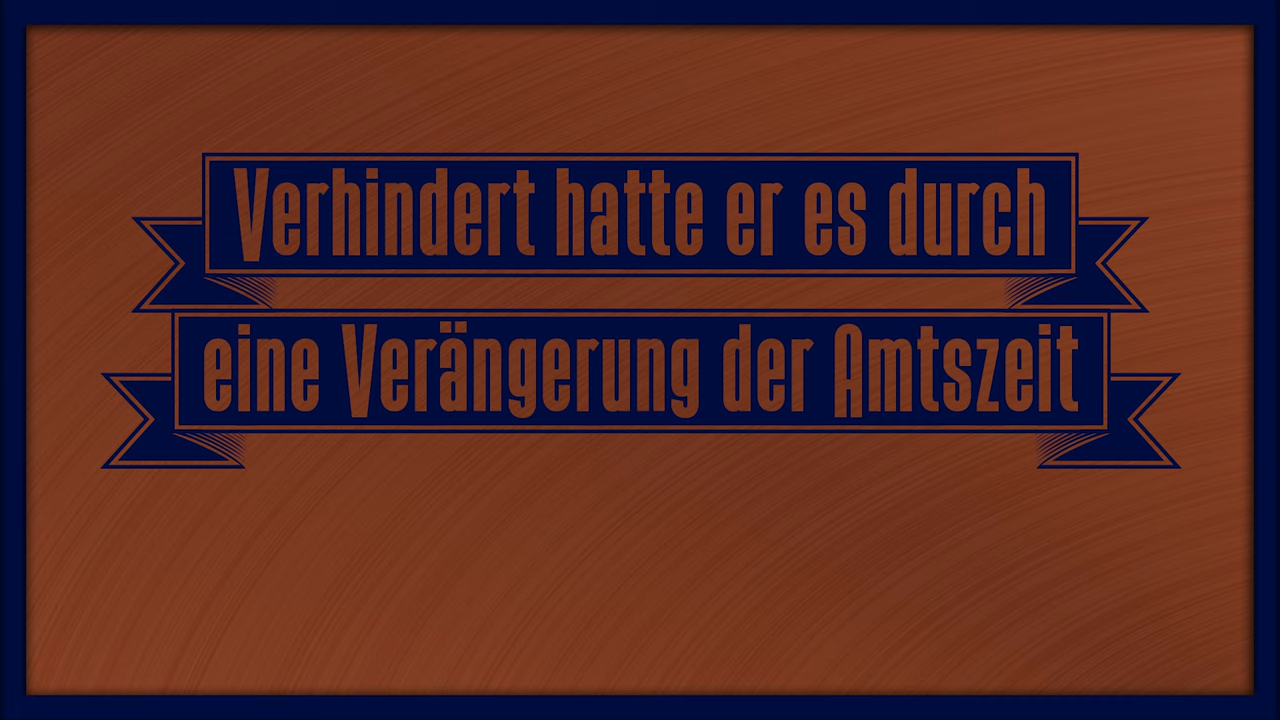 Verhindert hatte er es durch
eine Verängerung der Amtszeit